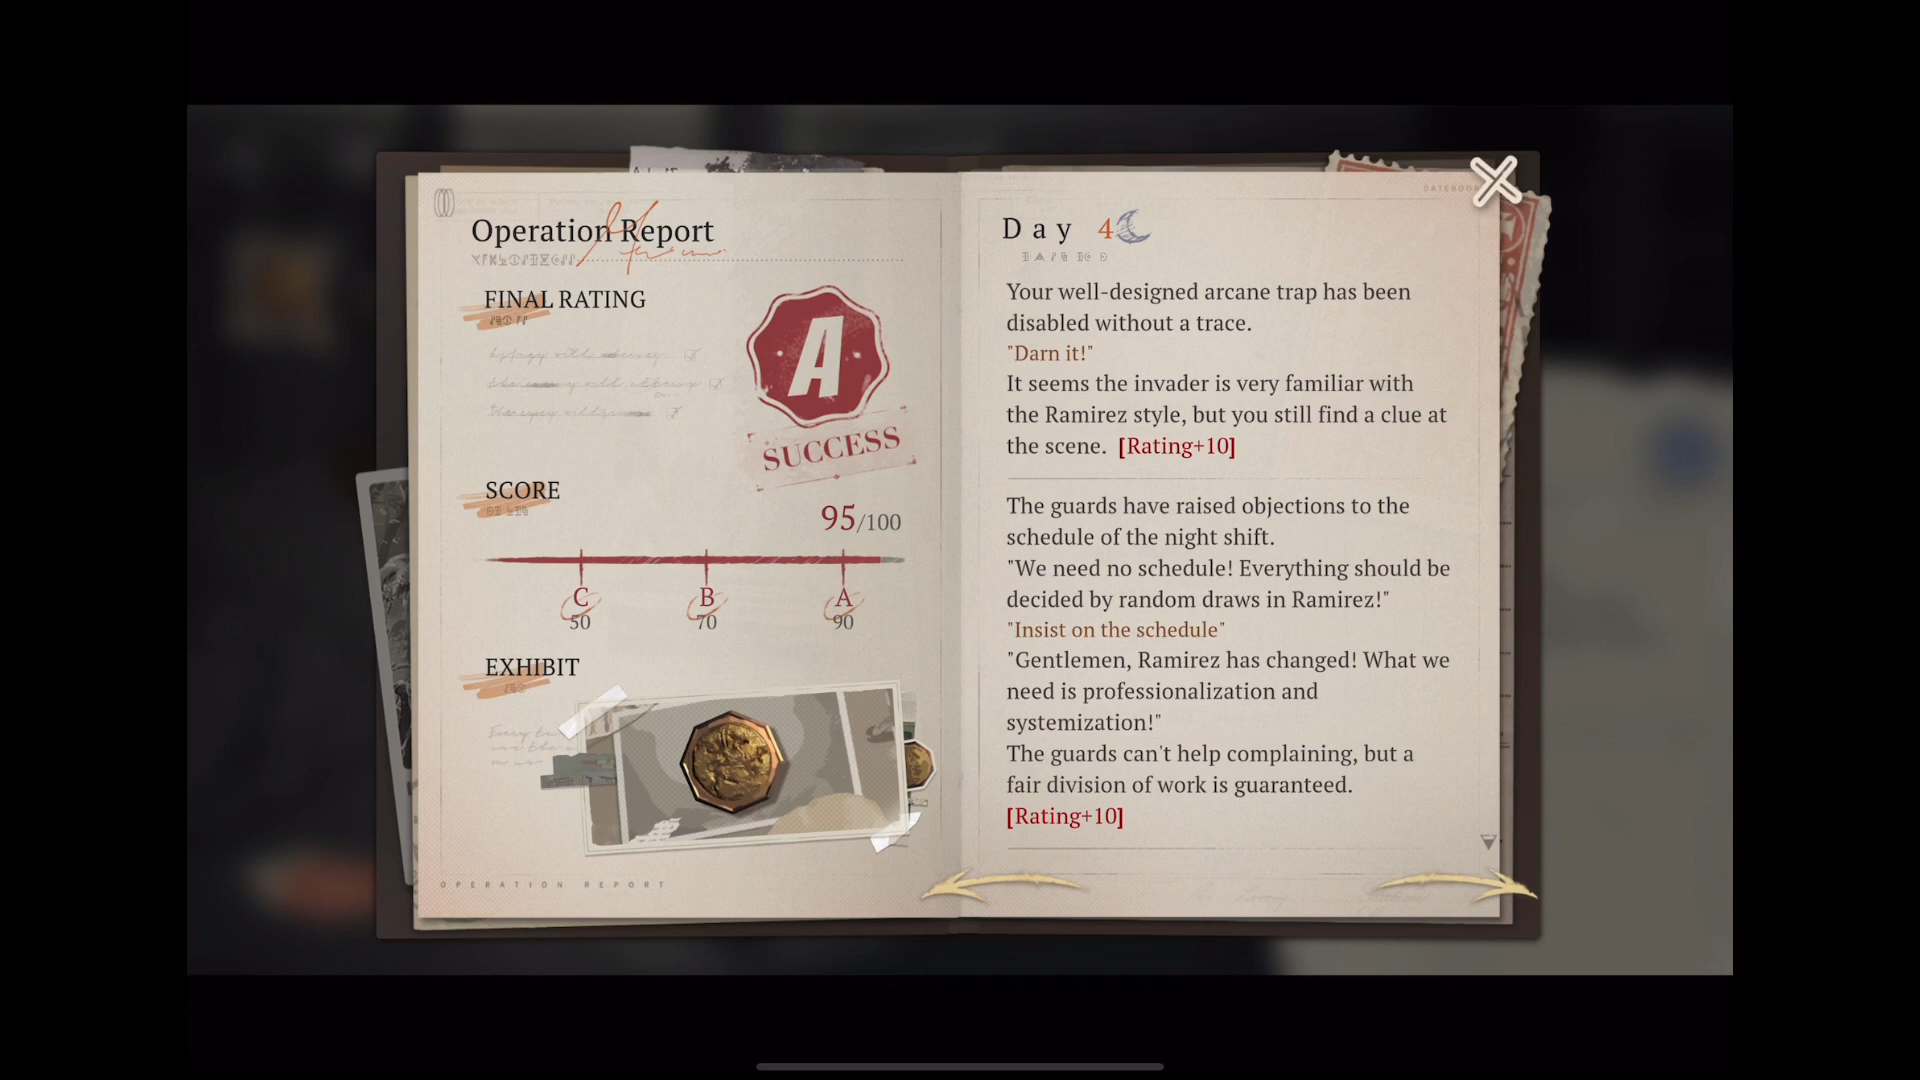 Operation Report
FINAL RATING
A
SUCCESS
SCORE
95/100
C
50
B
70
A
90
EXHIBIT
OPERATION REPORT
DATEBOOK
Day 4
Your well-designed arcane trap has been
disabled without a trace.
"Darn it!"
It seems the invader is very familiar with
the Ramirez style, but you still find a clue at
the scene. [Rating+10]
The guards have raised objections to the
schedule of the night shift.
"We need no schedule! Everything should be
decided by random draws in Ramirez!"
"Insist on the schedule"
"Gentlemen, Ramirez has changed! What we
need is professionalization and
systemization!"
The guards can't help complaining, but a
fair division of work is guaranteed.
[Rating+10]